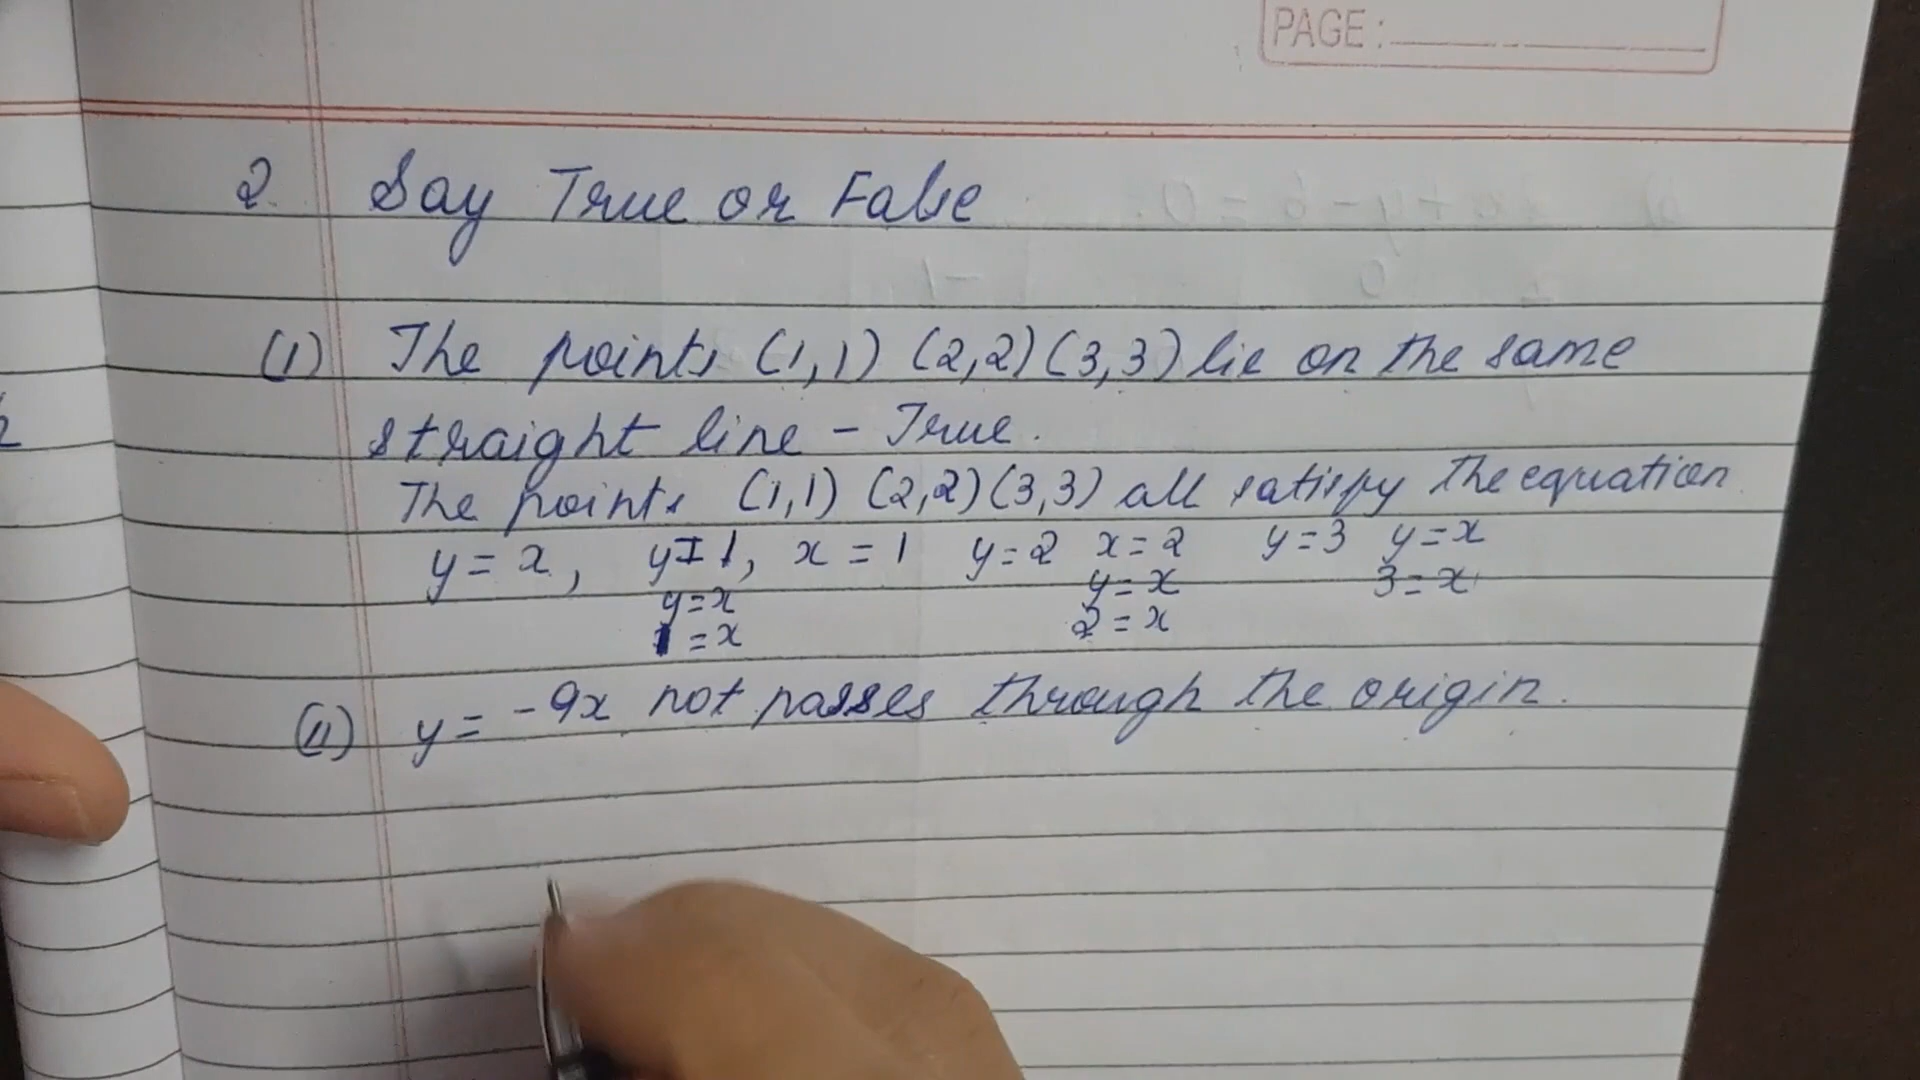 PAGE :
2 Say True or False
(i) The points (1,1) (2,2) (3,3) lie on the same
straight line - True.
The points (1,1) (2,2) (3,3) all satisfy the equation
y = x, y = 1, x = 1 y = 2 x = 2 y = 3 y = x
y = x y = x 3 = x
1 = x 2 = x
(ii) y = -9x not passes through the origin.